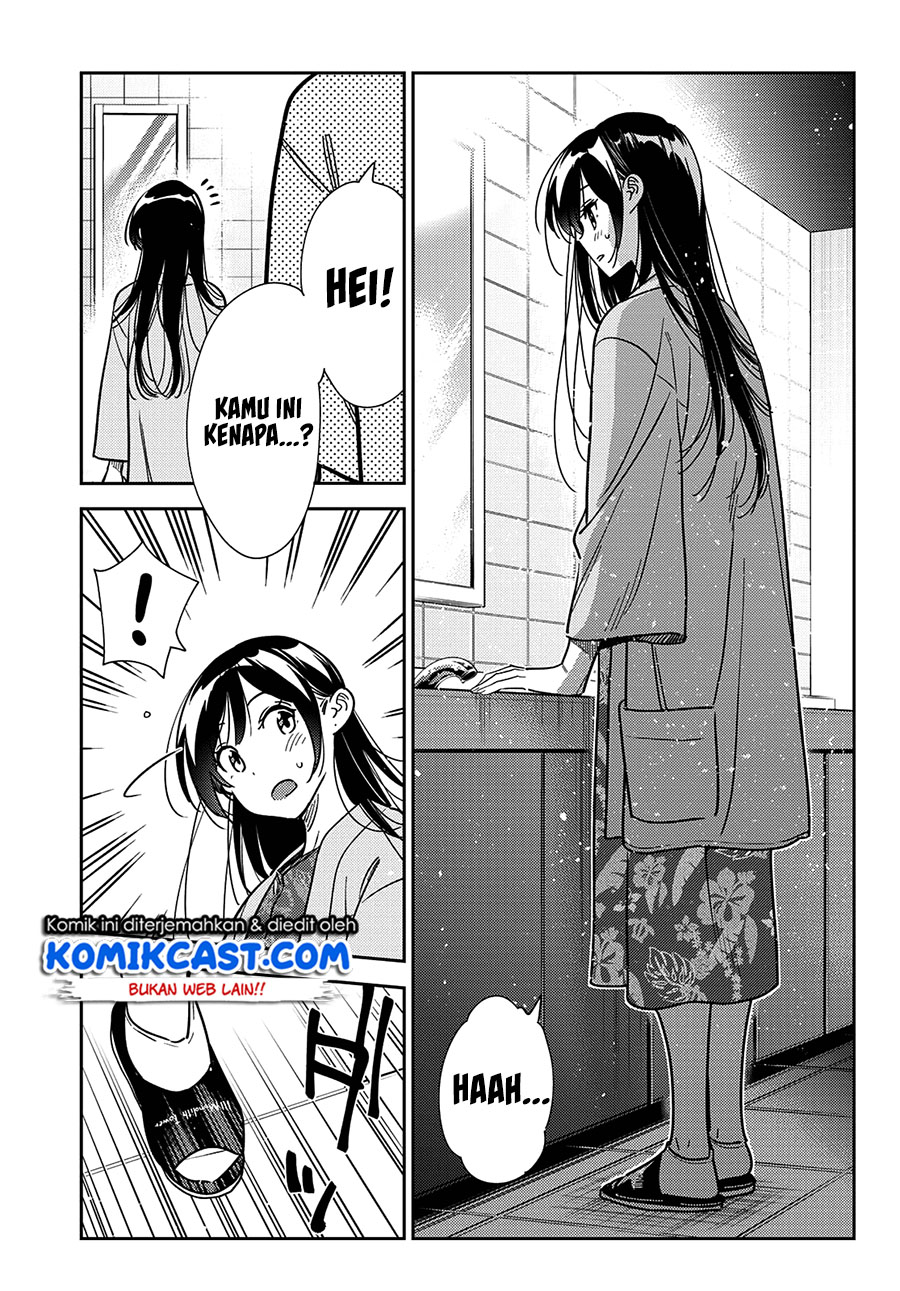 HAAH...
HEI!
KAMU INI
KENAPA...?
!
Komik ini diterjemahkan & diedit oleh
KOMIKCAST.COM
BUKAN WEB LAIN!!